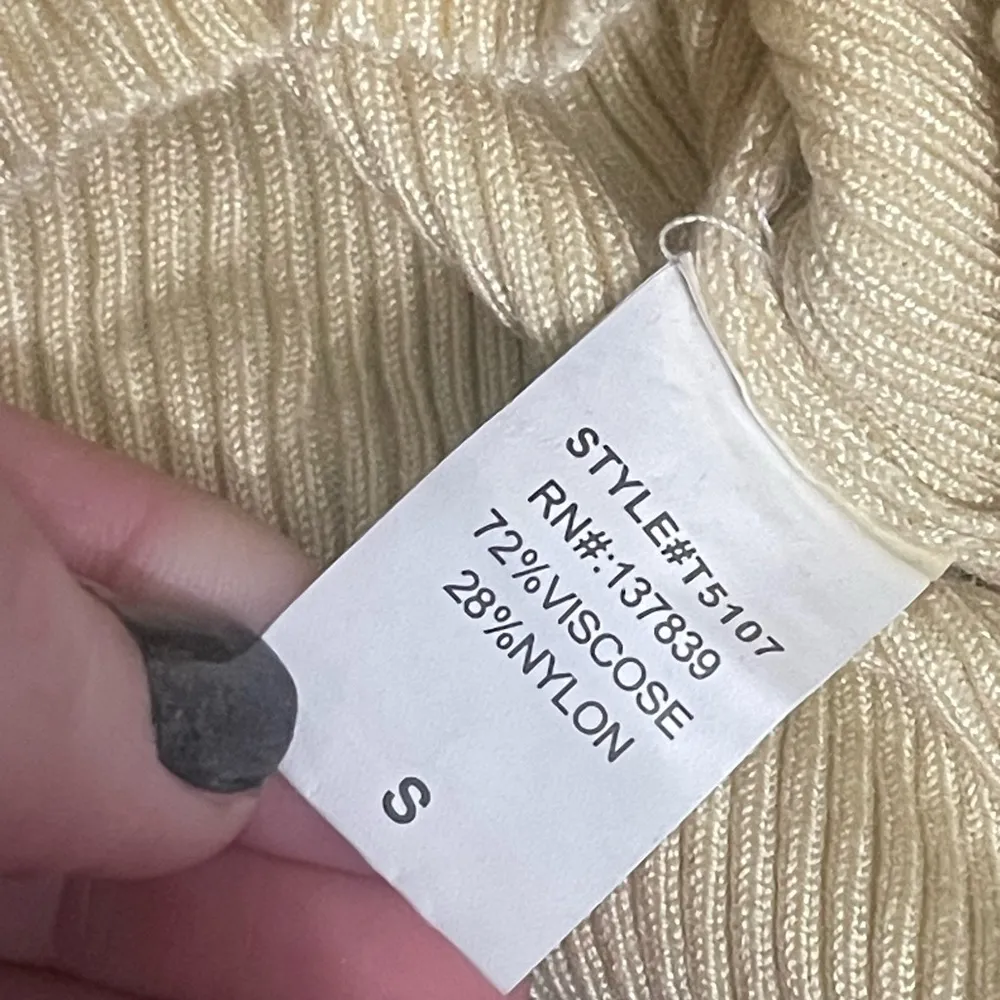 STYLE#T5107
RN#:137839
72%VISCOSE
28%NYLON
S